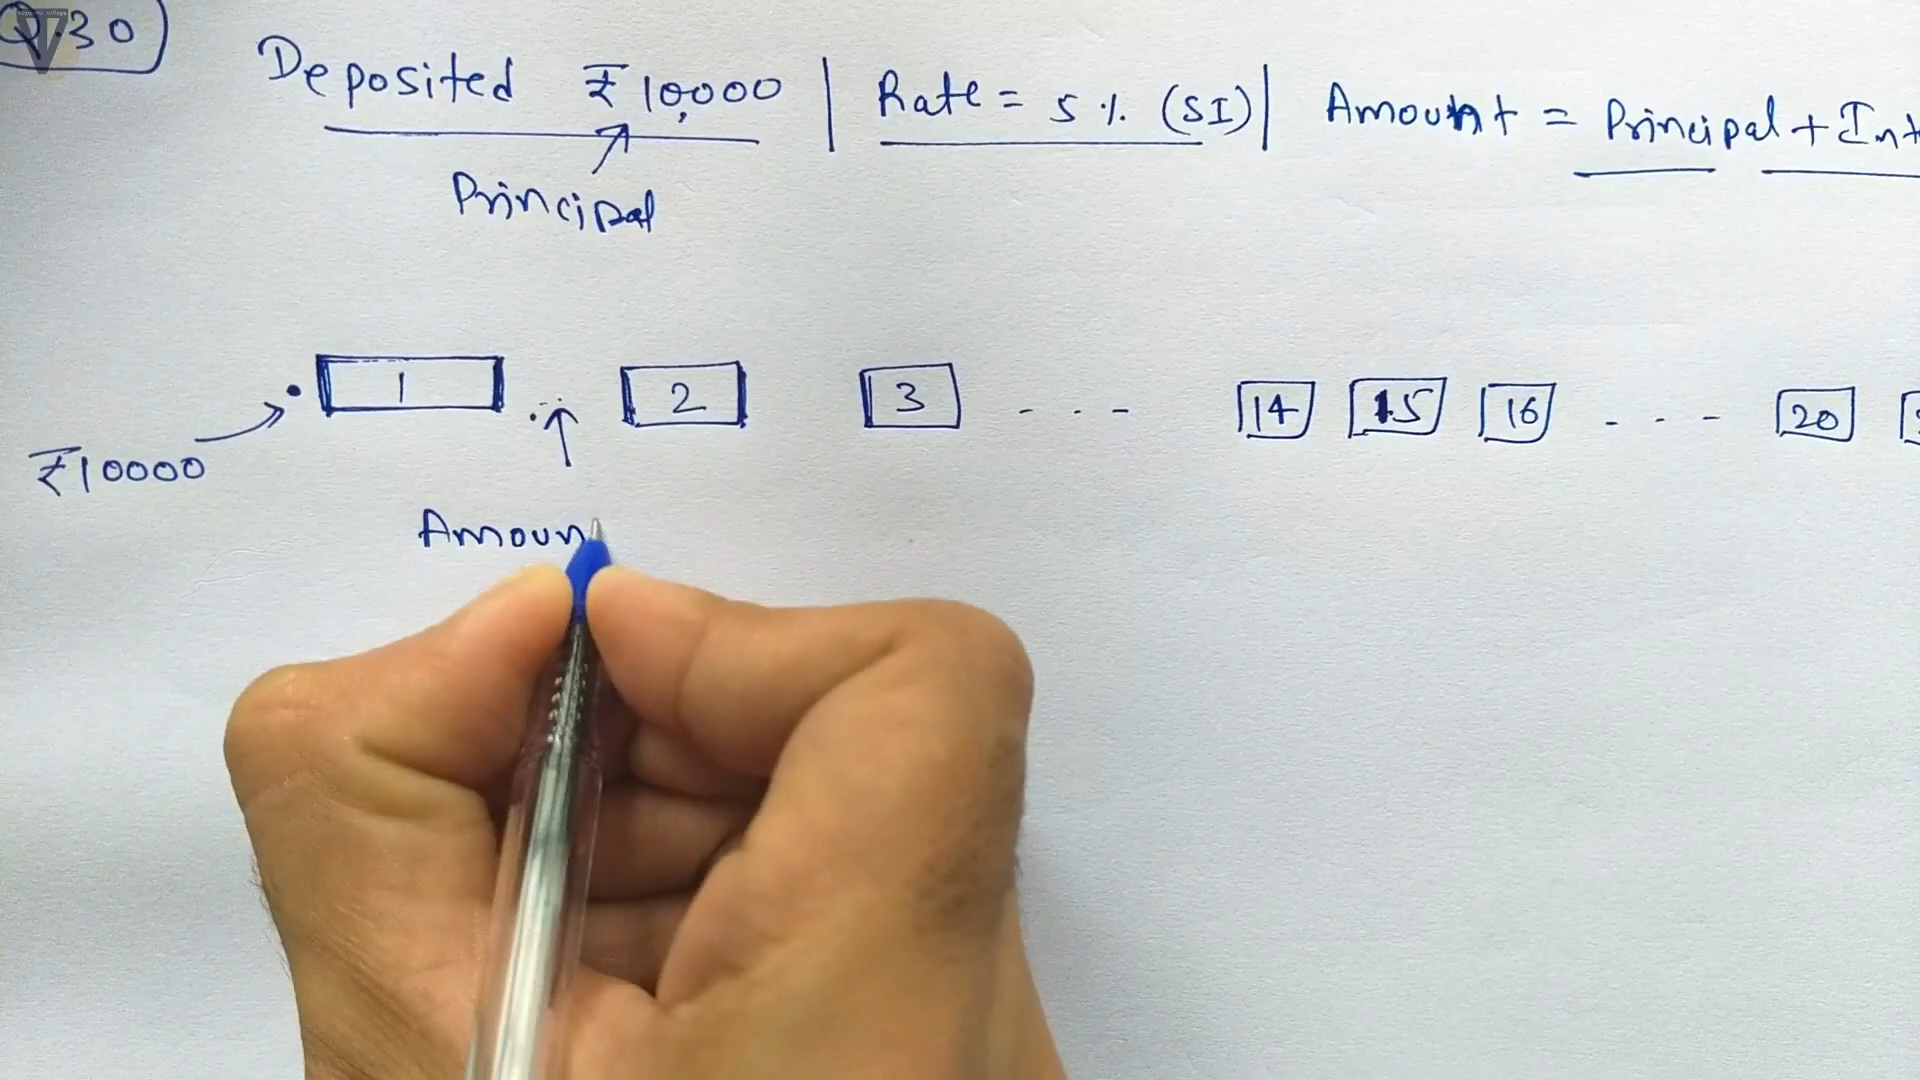 Q.30
Deposited ₹10,000 | Rate = 5 % (SI) | Amount = Principal + Int
Principal
1 2 3 - - - 14 15 16 - - - 20
₹10000
Amoun